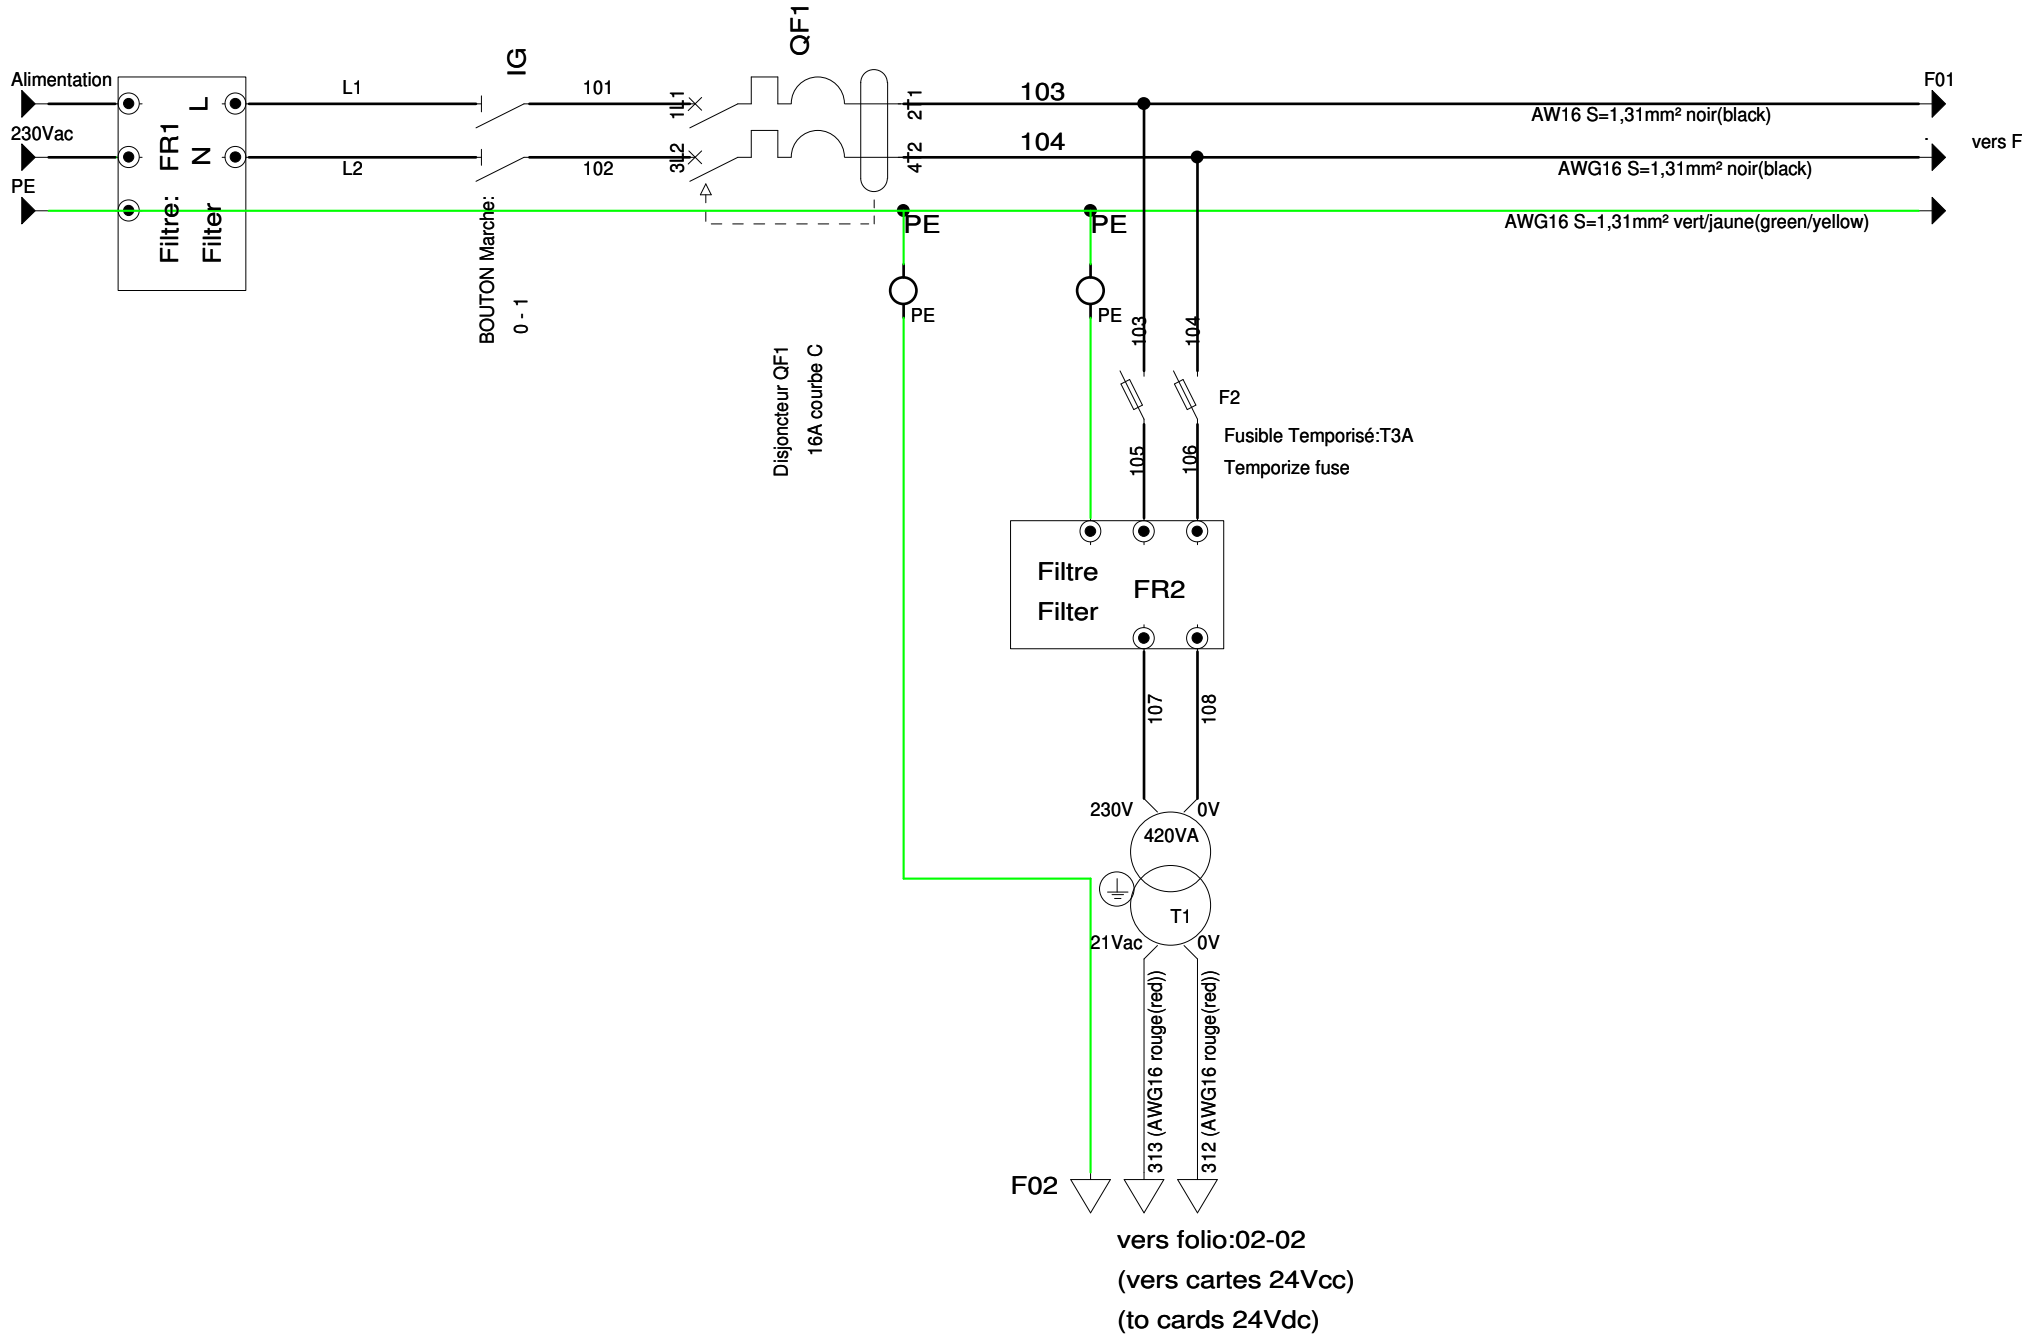 QF1
IG
Alimentation
L1
101
1L1
2T1
103
F01
L
AW16 S=1,31mm² noir(black)
230Vac
FR1
N
L2
102
3L2
4T2
104
vers F
AWG16 S=1,31mm² noir(black)
PE
Filtre:
Filter
PE
PE
AWG16 S=1,31mm² vert/jaune(green/yellow)
BOUTON Marche:
0 - 1
PE
PE
103
104
Disjoncteur QF1
16A courbe C
F2
Fusible Temporisé:T3A
Temporize fuse
105
106
Filtre
Filter
FR2
107
108
230V
0V
420VA
T1
21Vac
0V
313 (AWG16 rouge(red))
312 (AWG16 rouge(red))
F02
vers folio:02-02
(vers cartes 24Vcc)
(to cards 24Vdc)